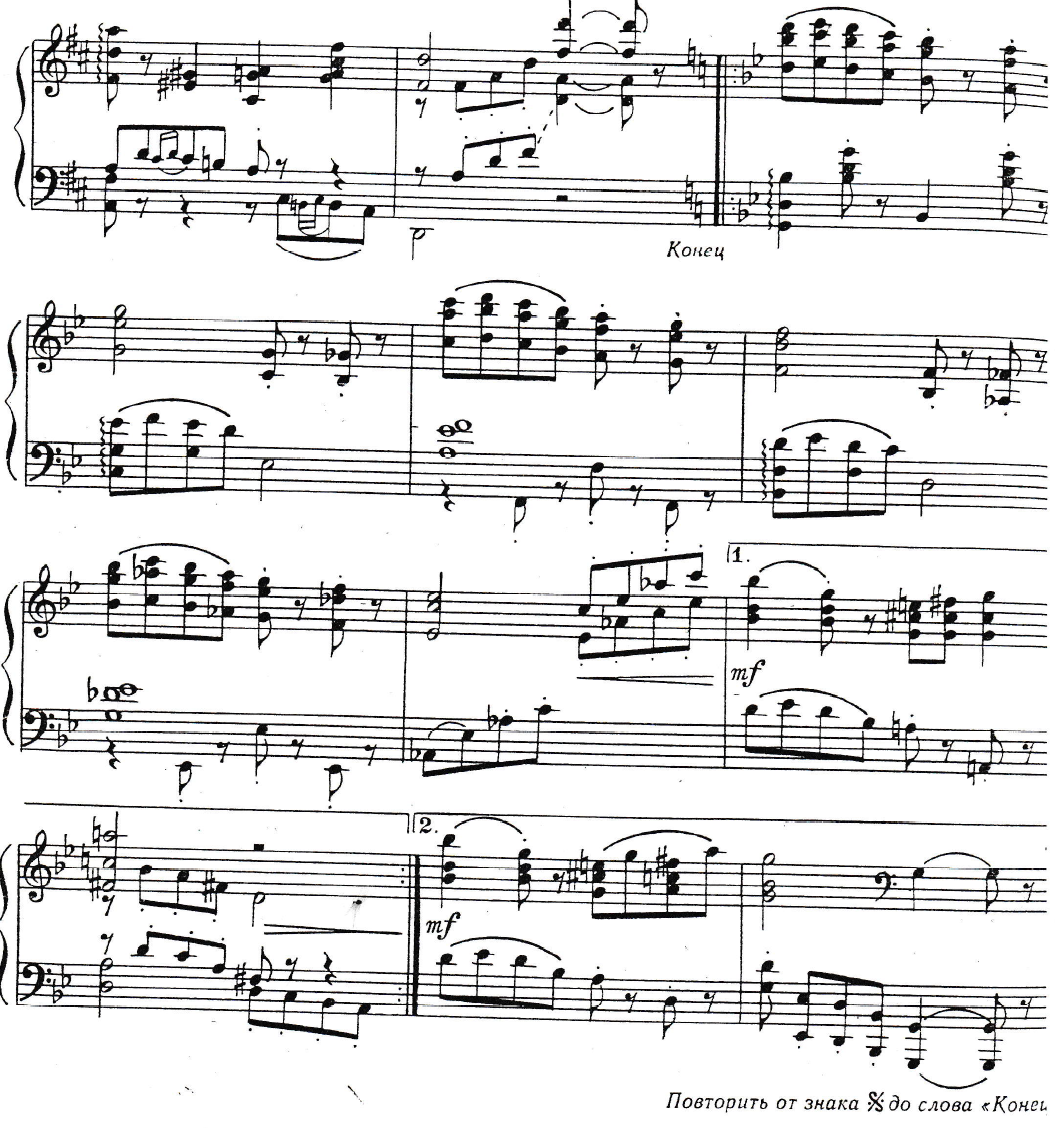 Конец
1.
mf
2.
mf
Повторить от знака 𝄋 до слова «Конец